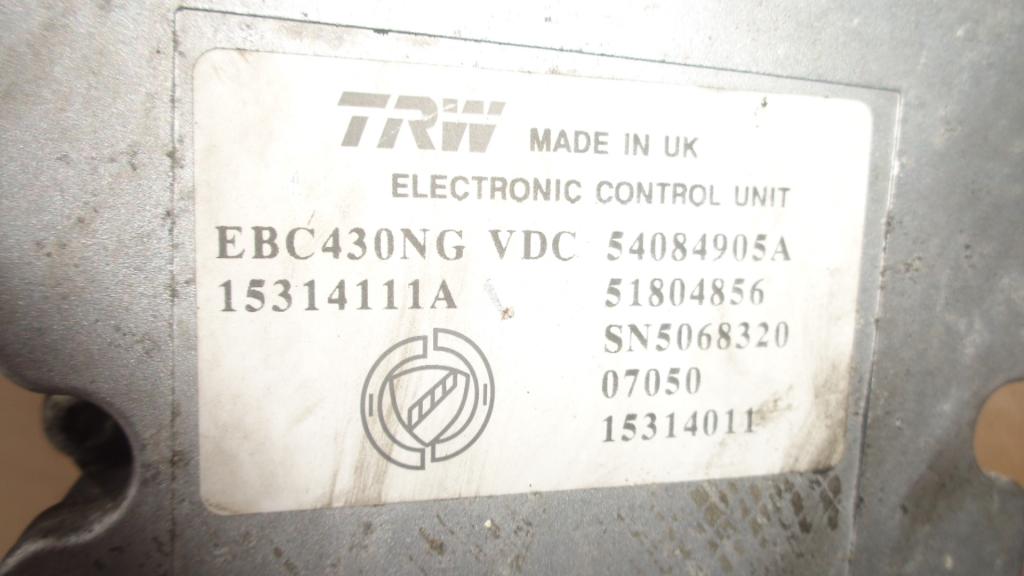 TRW MADE IN UK
ELECTRONIC CONTROL UNIT
EBC430NG VDC 54084905A
15314111A 51804856
SN5068320
07050
15314011